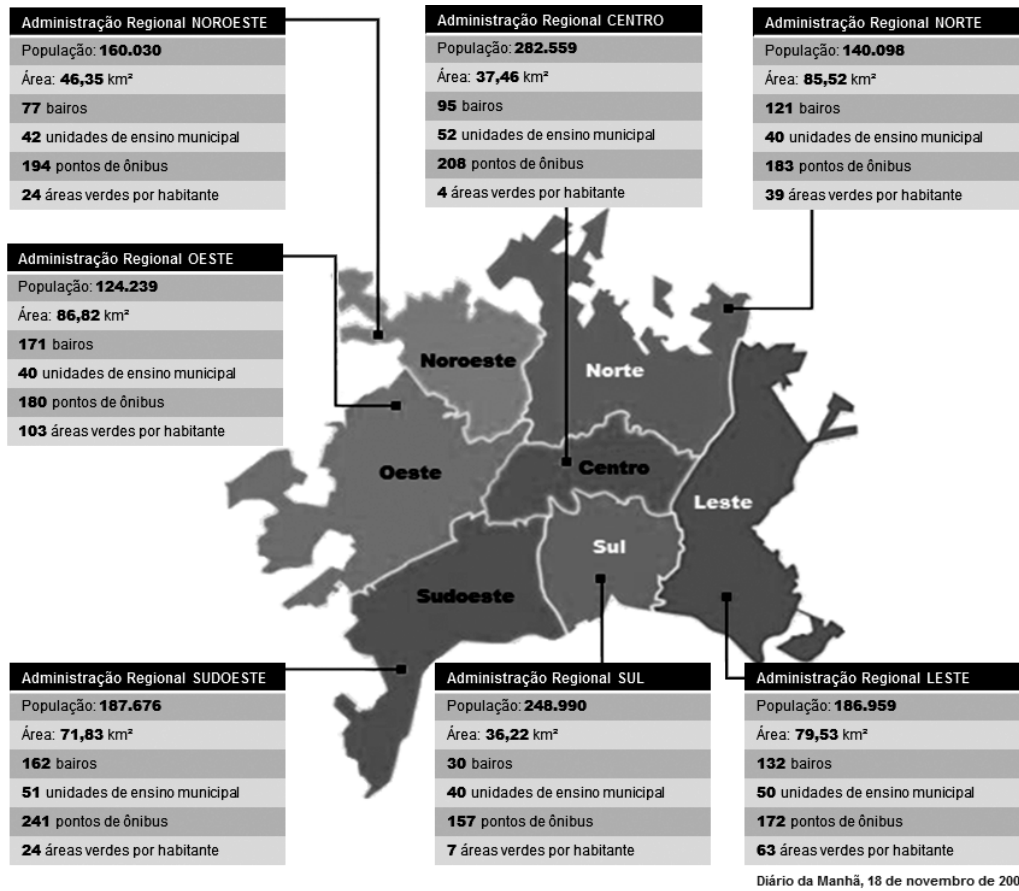 Administração Regional NOROESTE
População: 160.030
Área: 46,35 km²
77 bairos
42 unidades de ensino municipal
194 pontos de ônibus
24 áreas verdes por habitante
Administração Regional CENTRO
População: 282.559
Área: 37,46 km²
95 bairos
52 unidades de ensino municipal
208 pontos de ônibus
4 áreas verdes por habitante
Administração Regional NORTE
População: 140.098
Área: 85,52 km²
121 bairos
40 unidades de ensino municipal
183 pontos de ônibus
39 áreas verdes por habitante
Administração Regional OESTE
População: 124.239
Área: 86,82 km²
171 bairos
40 unidades de ensino municipal
180 pontos de ônibus
103 áreas verdes por habitante
Noroeste
Norte
Oeste
Centro
Leste
Sul
Sudoeste
Administração Regional SUDOESTE
População: 187.676
Área: 71,83 km²
162 bairos
51 unidades de ensino municipal
241 pontos de ônibus
24 áreas verdes por habitante
Administração Regional SUL
População: 248.990
Área: 36,22 km²
30 bairos
40 unidades de ensino municipal
157 pontos de ônibus
7 áreas verdes por habitante
Administração Regional LESTE
População: 186.959
Área: 79,53 km²
132 bairos
50 unidades de ensino municipal
172 pontos de ônibus
63 áreas verdes por habitante
Diário da Manhã, 18 de novembro de 200